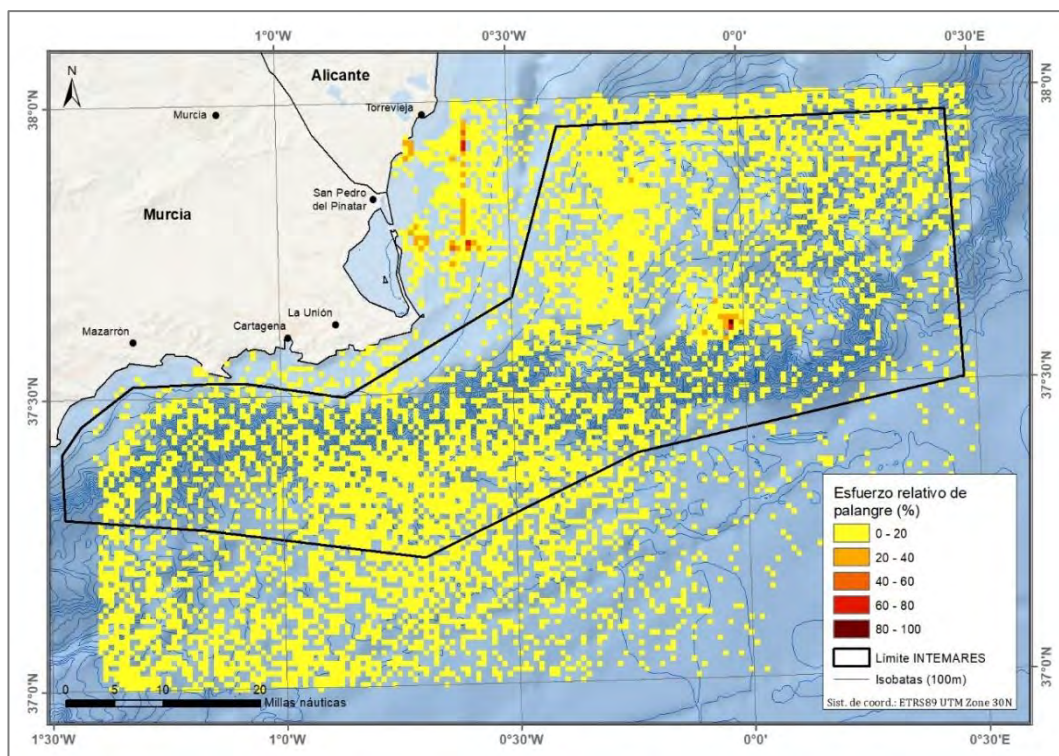 1°0'W
0°30'W
0°0'
0°30'E
N
Alicante
38°0'N
38°0'N
Murcia
Torrevieja
San Pedro
del Pinatar
Murcia
La Unión
Cartagena
Mazarrón
37°30'N
37°30'N
Esfuerzo relativo de
palangre (%)
0 - 20
20 - 40
40 - 60
60 - 80
80 - 100
Límite INTEMARES
Isobatas (100m)
Sist. de coord.: ETRS89 UTM Zone 30N
37°0'N
37°0'N
0
5
10
20
Millas náuticas
1°30'W
1°0'W
0°30'W
0°0'
0°30'E